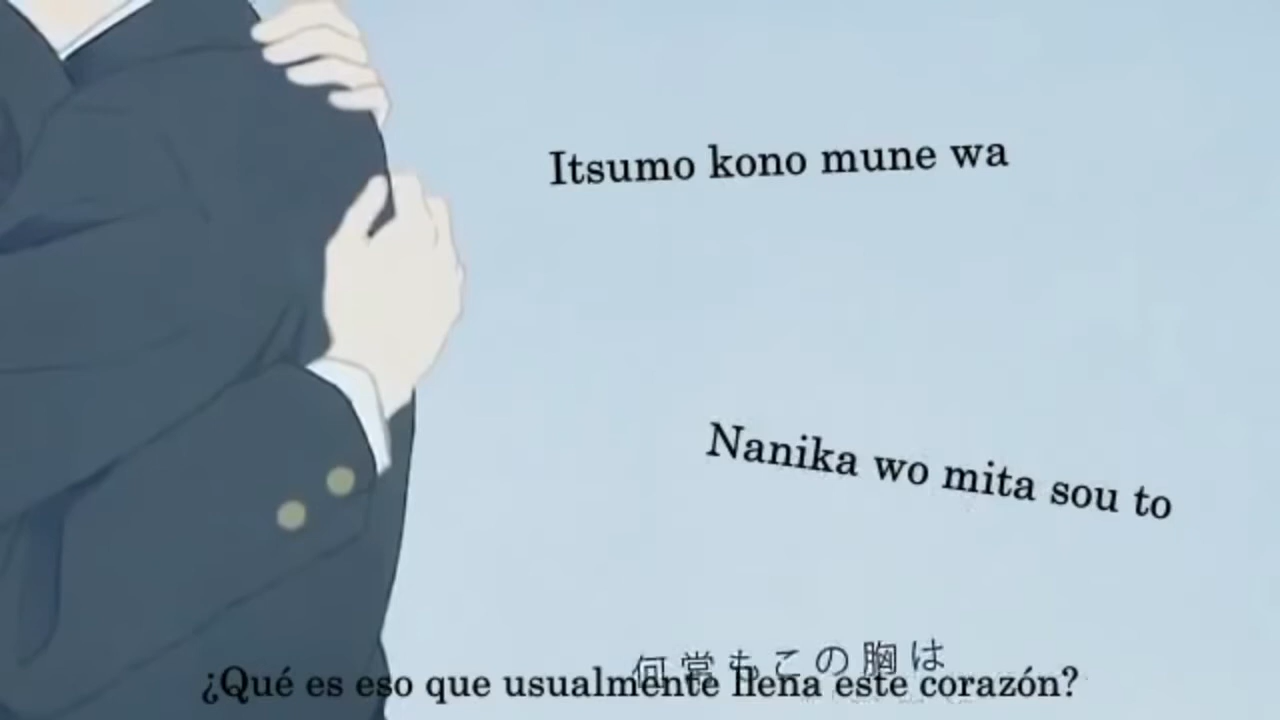 Itsumo kono mune wa
Nanika wo mita sou to
何常もこの胸は
¿Qué es eso que usualmente llena este corazón?